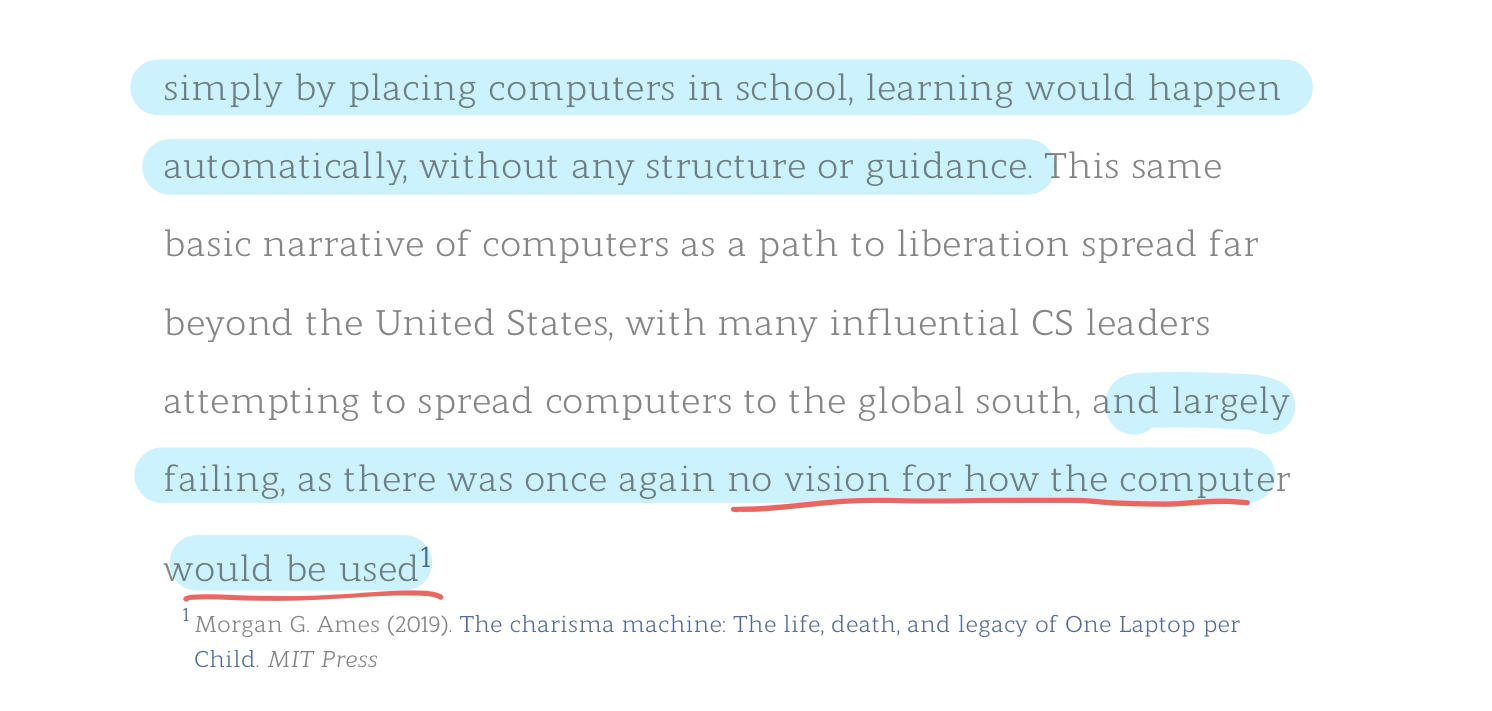 simply by placing computers in school, learning would happen
automatically, without any structure or guidance. This same
basic narrative of computers as a path to liberation spread far
beyond the United States, with many influential CS leaders
attempting to spread computers to the global south, and largely
failing, as there was once again no vision for how the computer
would be used1
1 Morgan G. Ames (2019). The charisma machine: The life, death, and legacy of One Laptop per
Child. MIT Press